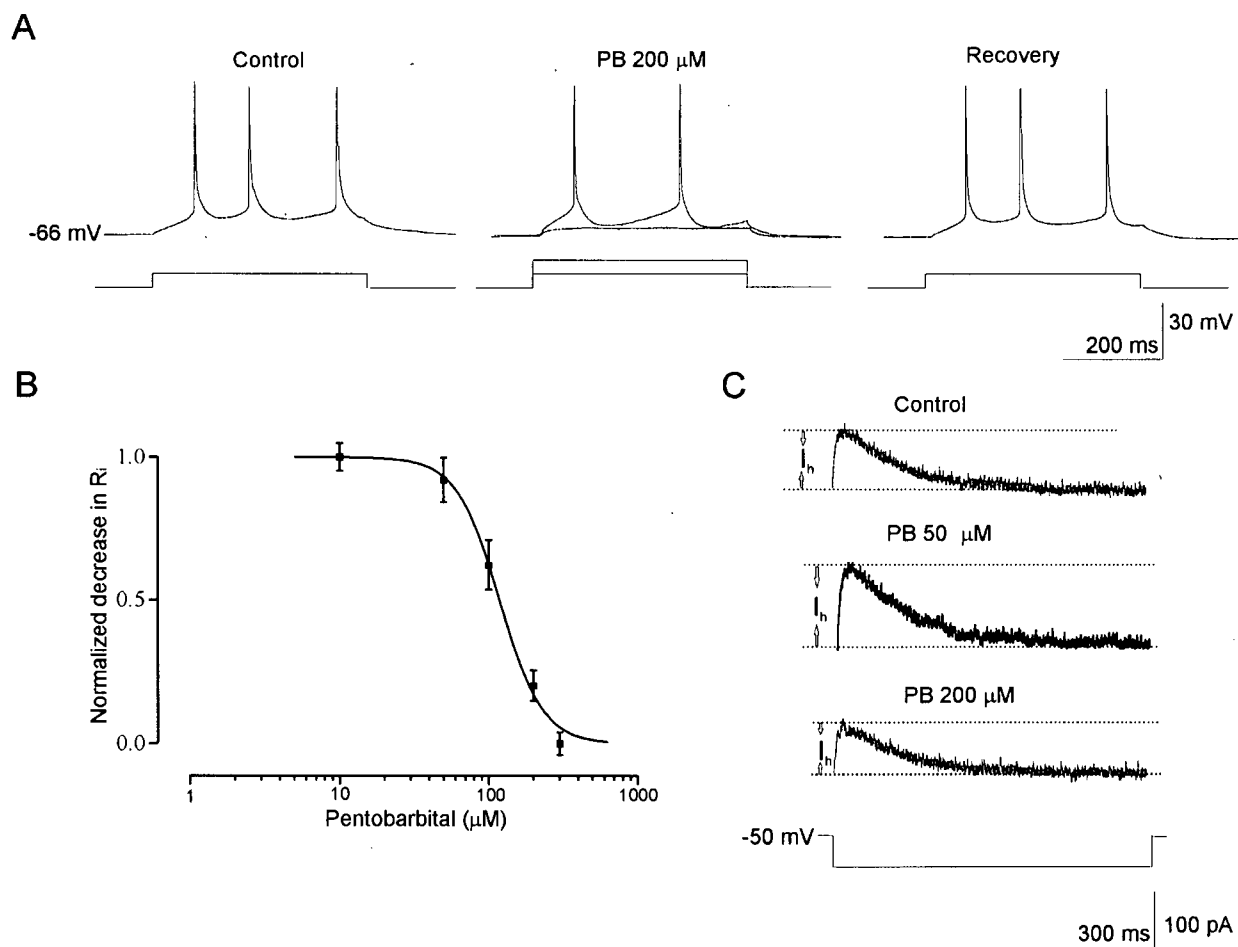 A
Control
PB 200 μM
Recovery
-66 mV
30 mV
200 ms
B
Normalized decrease in Ri
1.0
0.5
0.0
1
10
100
1000
Pentobarbital (μM)
C
Control
Ih
PB 50 μM
Ih
PB 200 μM
Ih
-50 mV
300 ms
100 pA